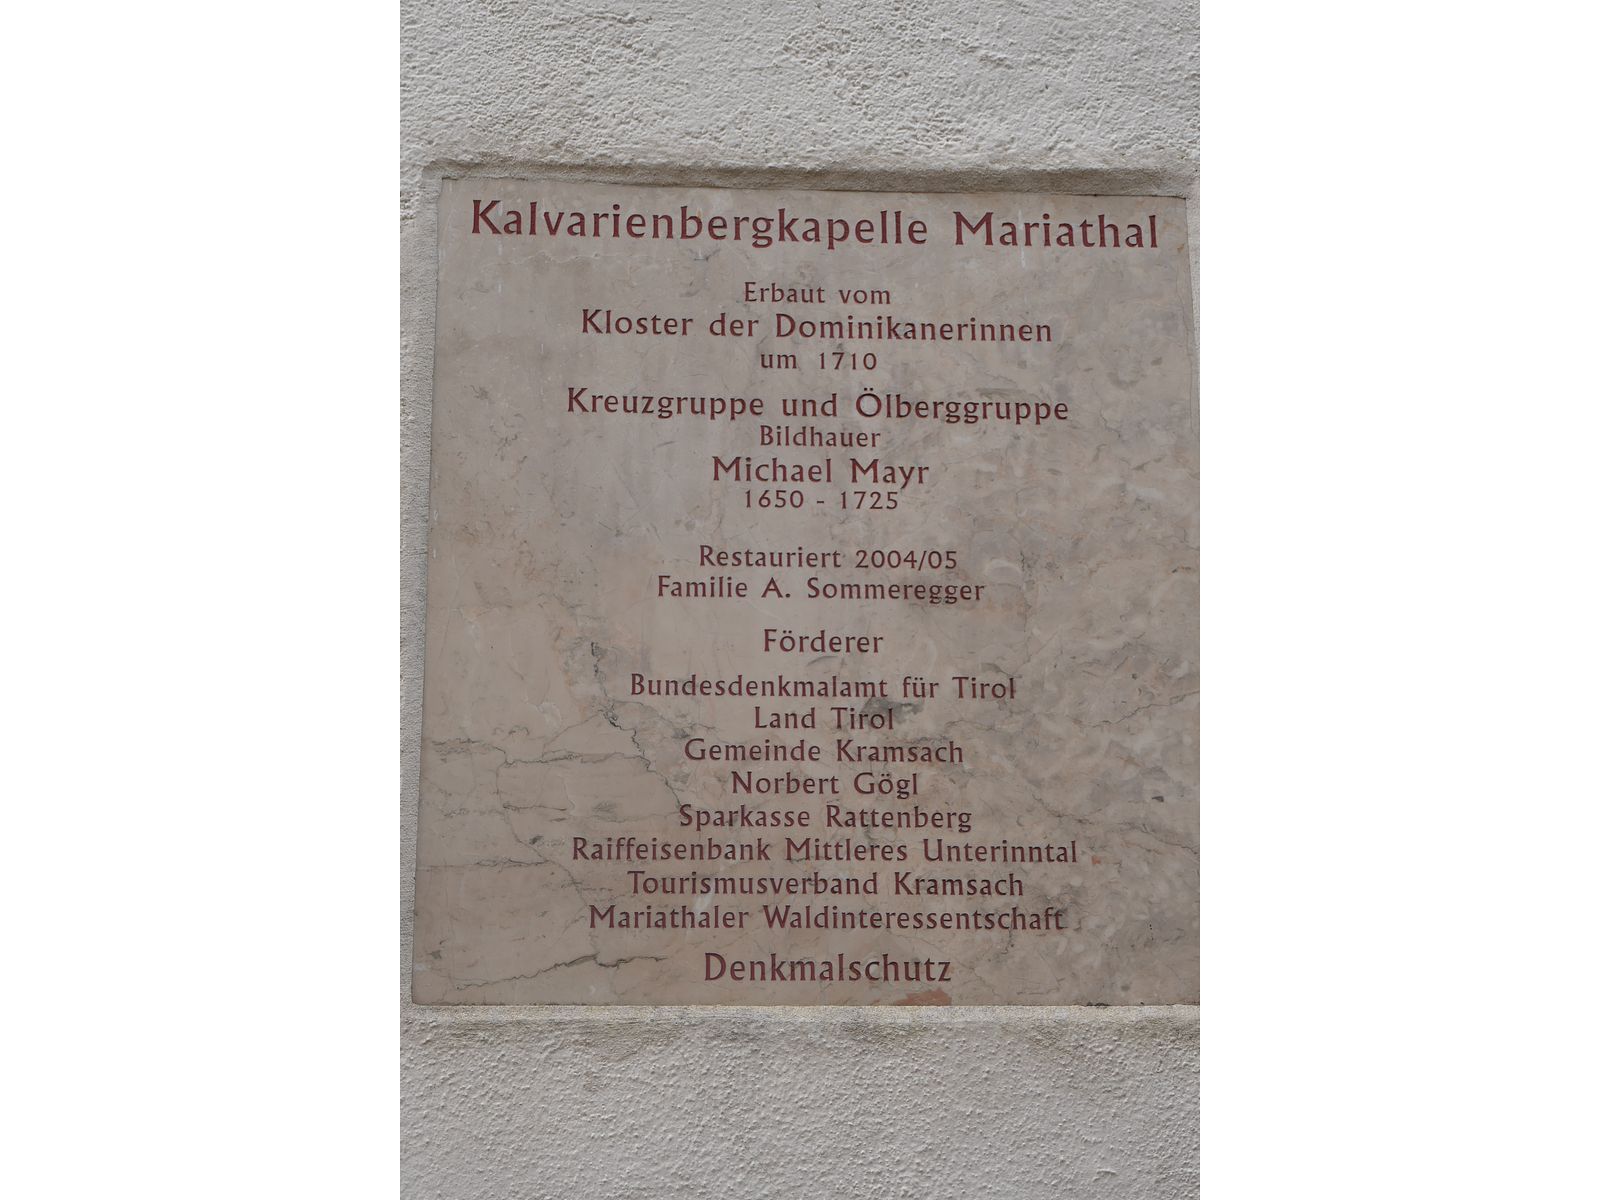 Kalvarienbergkapelle Mariathal
Erbaut vom
Kloster der Dominikanerinnen
um 1710
Kreuzgruppe und Ölberggruppe
Bildhauer
Michael Mayr
1650 - 1725
Restauriert 2004/05
Familie A. Sommeregger
Förderer
Bundesdenkmalamt für Tirol
Land Tirol
Gemeinde Kramsach
Norbert Gögl
Sparkasse Rattenberg
Raiffeisenbank Mittleres Unterinntal
Tourismusverband Kramsach
Mariathaler Waldinteressentschaft
Denkmalschutz